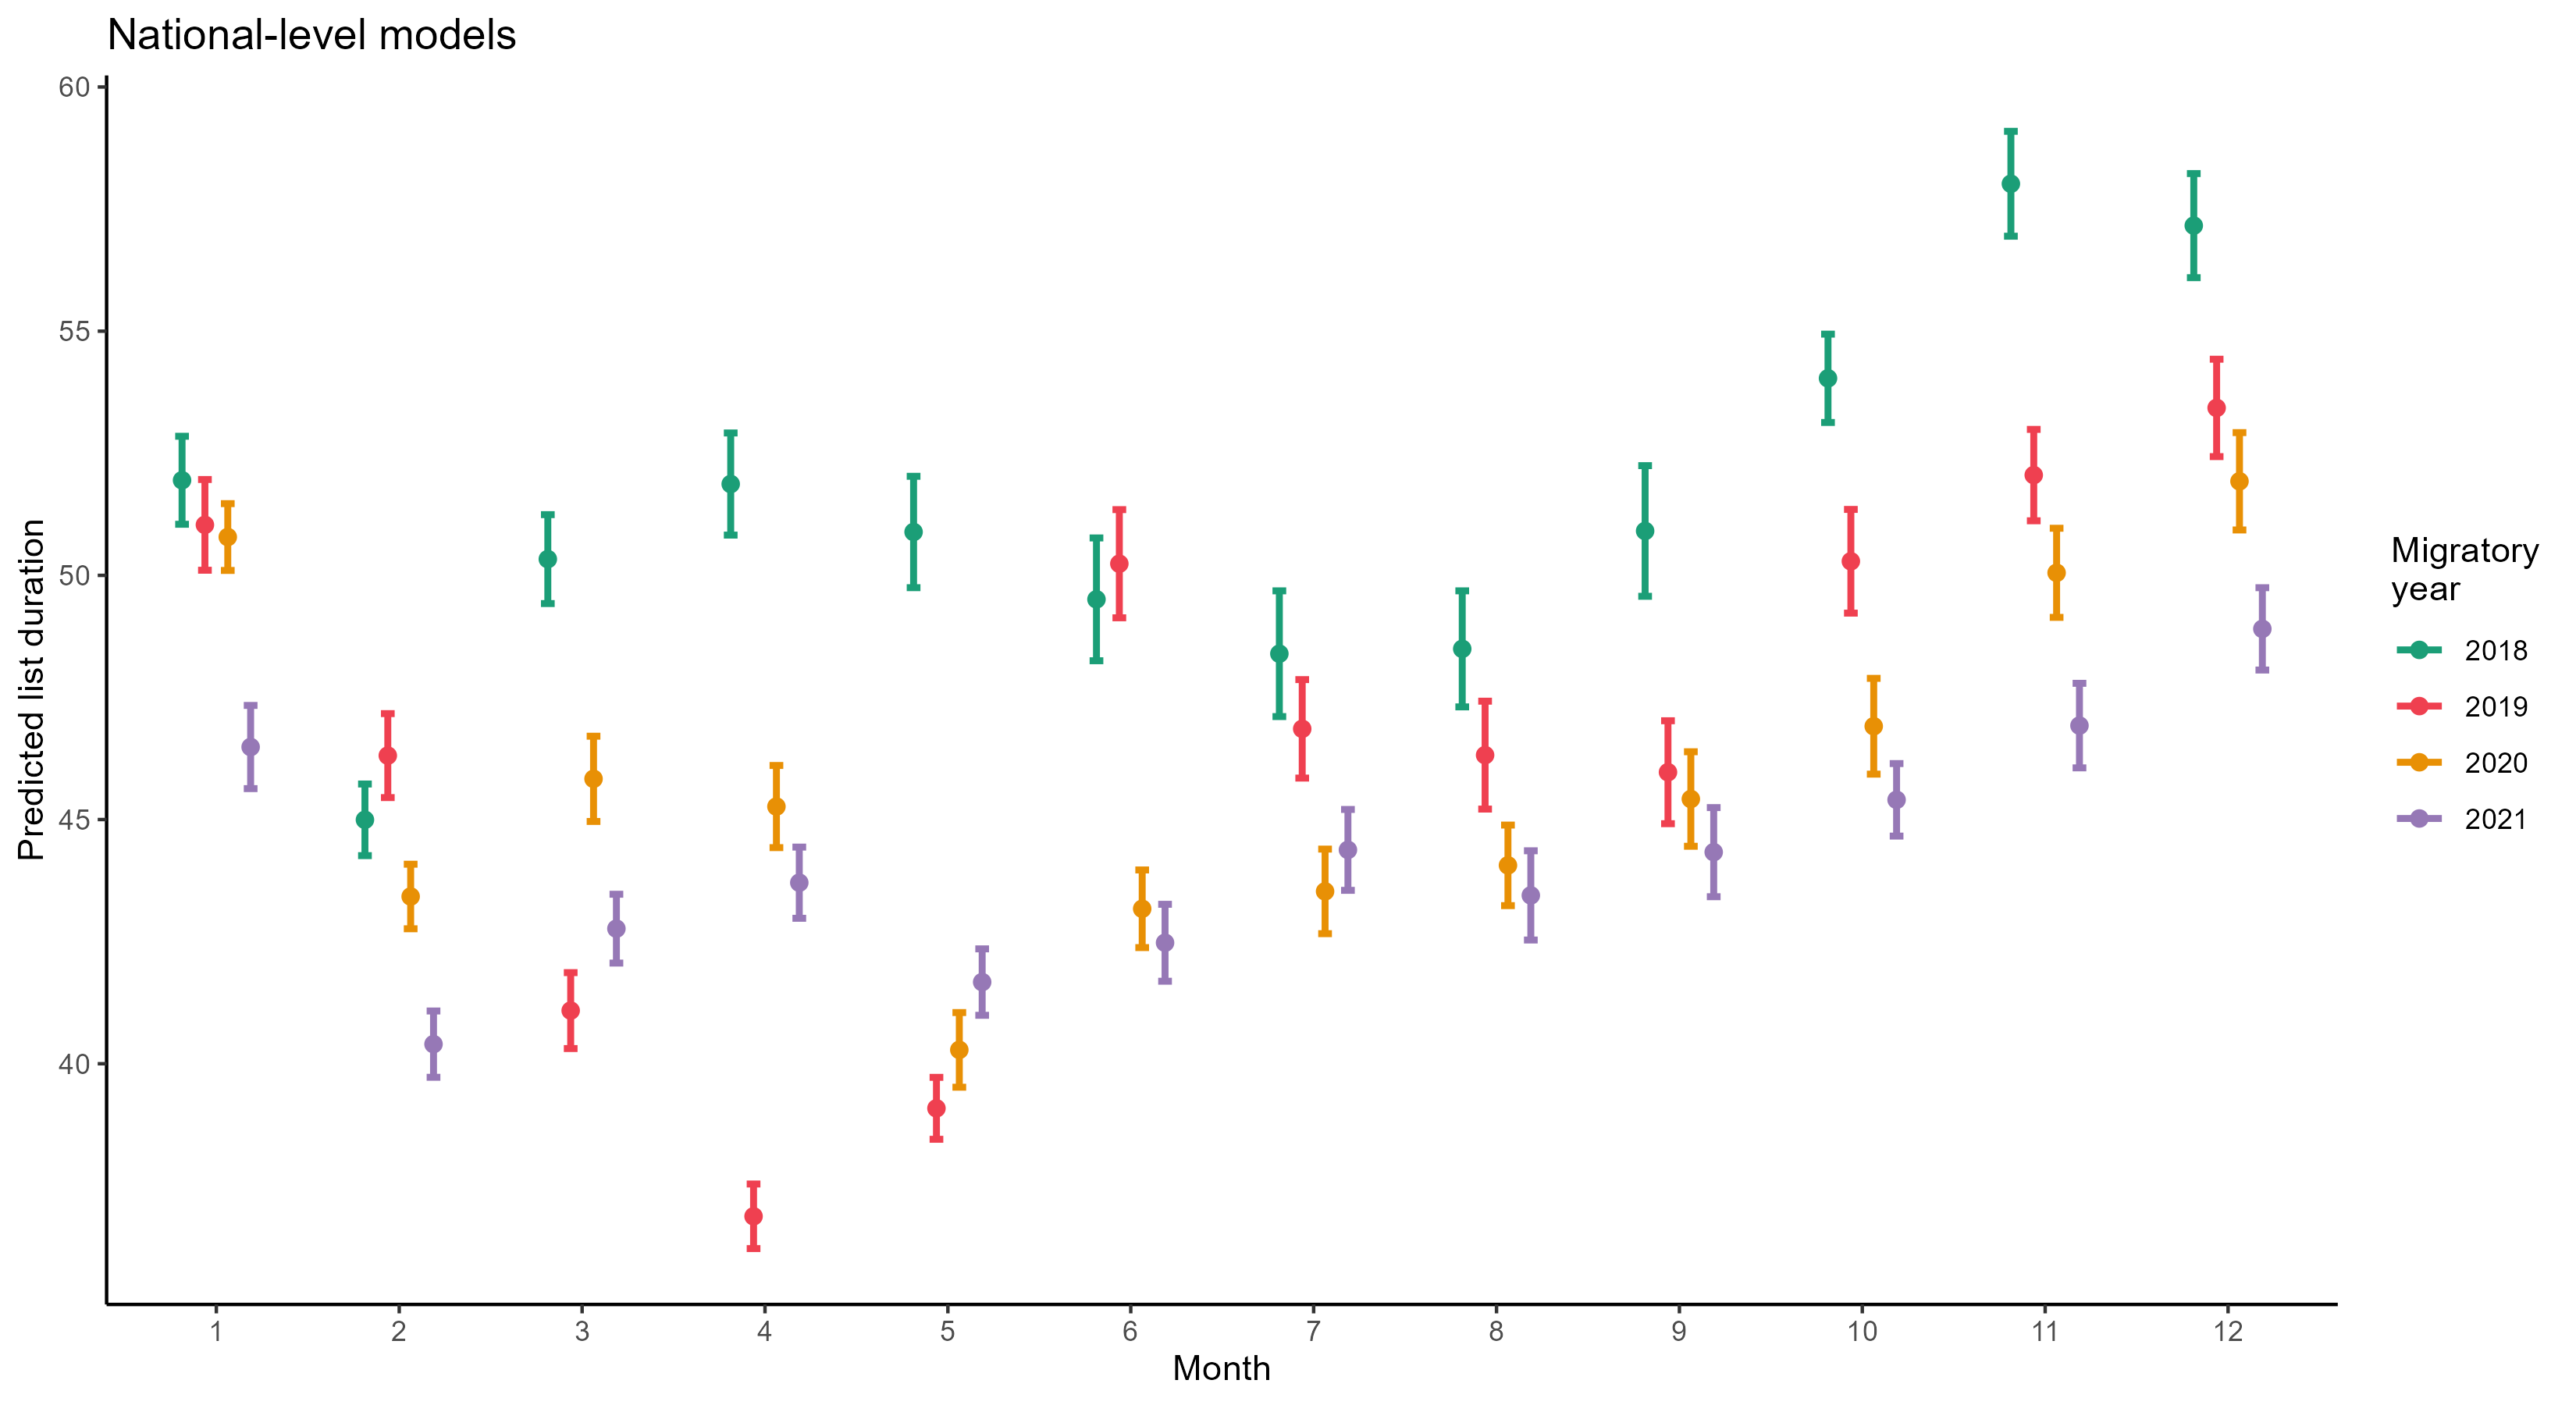 National-level models
60
55
50
45
40
Predicted list duration
1 2 3 4 5 6 7 8 9 10 11 12
Month
Migratory
year
2018
2019
2020
2021